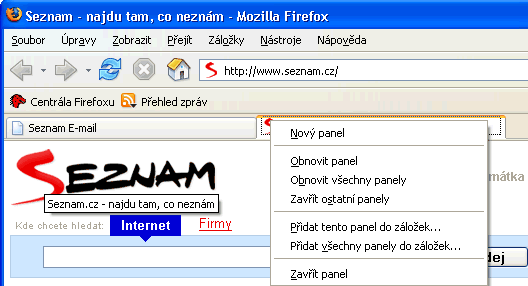 Seznam - najdu tam, co neznám - Mozilla Firefox
Soubor Úpravy Zobrazit Přejít Záložky Nástroje Nápověda
http://www.seznam.cz/
Centrála Firefoxu Přehled zpráv
Seznam E-mail
Nový panel
Obnovit panel
Obnovit všechny panely
Zavřít ostatní panely
Přidat tento panel do záložek...
Přidat všechny panely do záložek...
Zavřít panel
SEZNAM
mátka
Seznam.cz - najdu tam, co neznám
Kde chcete hledat: Internet Firmy
dej